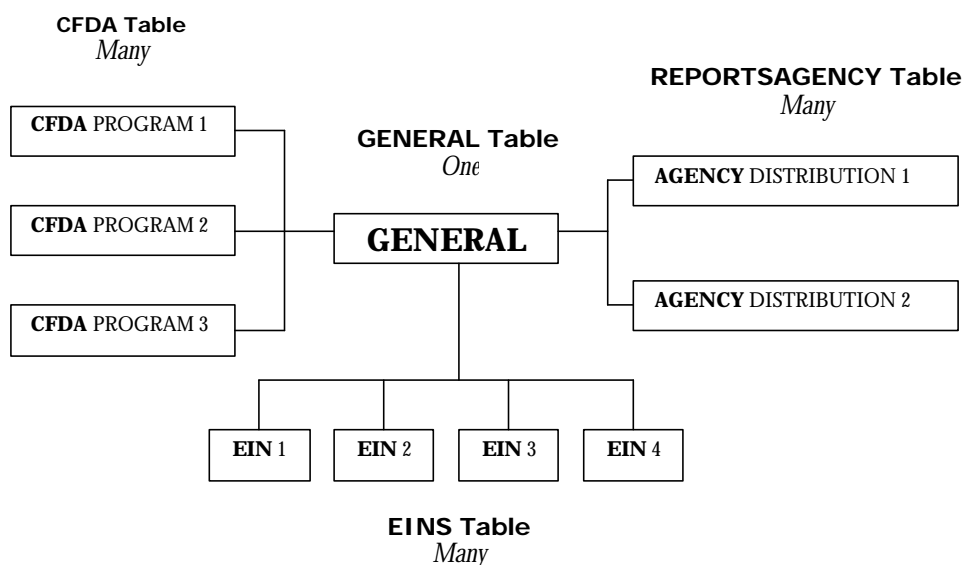 CFDA Table
Many
CFDA PROGRAM 1
CFDA PROGRAM 2
CFDA PROGRAM 3
GENERAL Table
One
GENERAL
REPORTSAGENCY Table
Many
AGENCY DISTRIBUTION 1
AGENCY DISTRIBUTION 2
EIN 1
EIN 2
EIN 3
EIN 4
EINS Table
Many